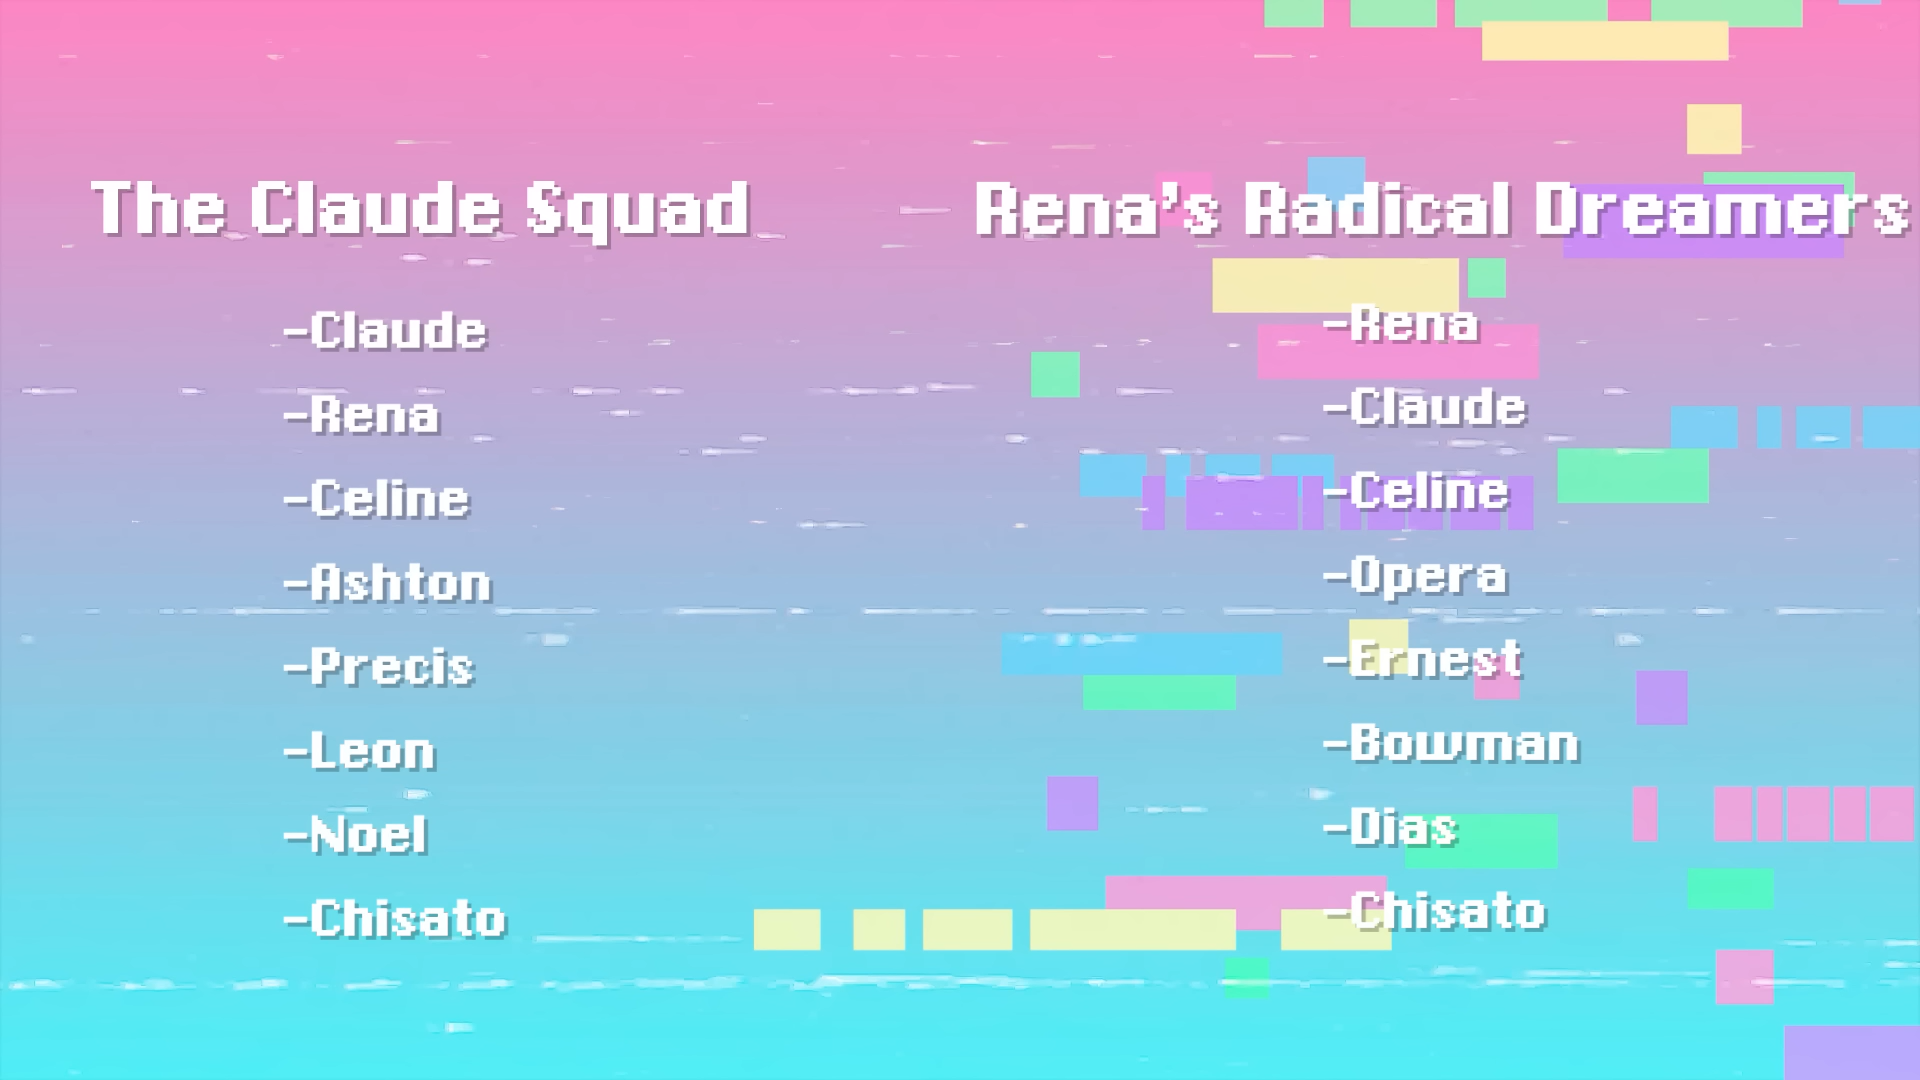 The Claude Squad
-Claude
-Rena
-Celine
-Ashton
-Precis
-Leon
-Noel
-Chisato
Rena's Radical Dreamers
-Rena
-Claude
-Celine
-Opera
-Ernest
-Bowman
-Dias
-Chisato